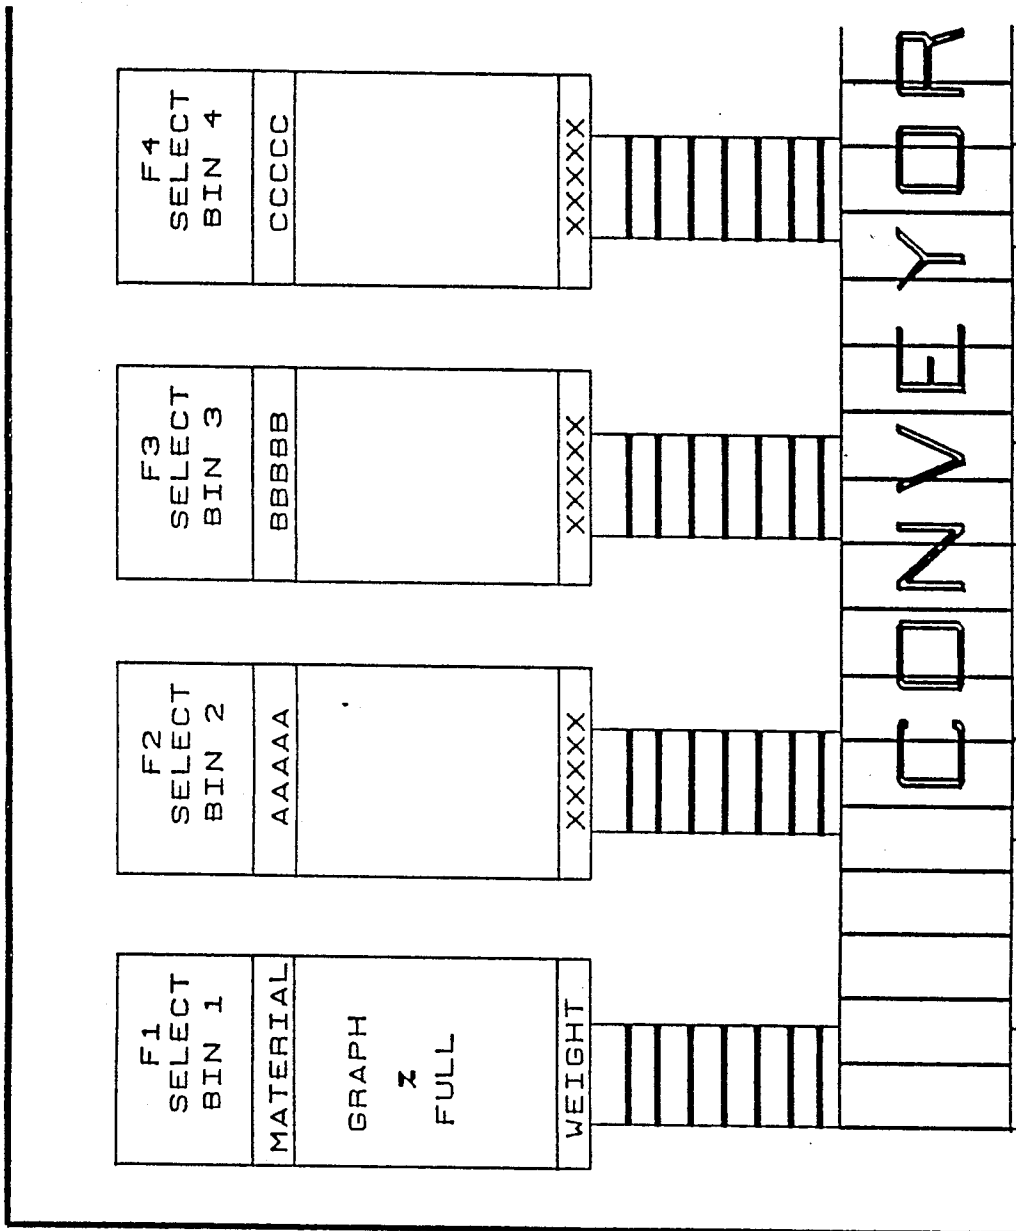 F1
SELECT
BIN 1
MATERIAL
GRAPH
%
FULL
WEIGHT
F2
SELECT
BIN 2
AAAAA
XXXXX
F3
SELECT
BIN 3
BBBBB
XXXXX
F4
SELECT
BIN 4
CCCCC
XXXXX
CONVEYOR